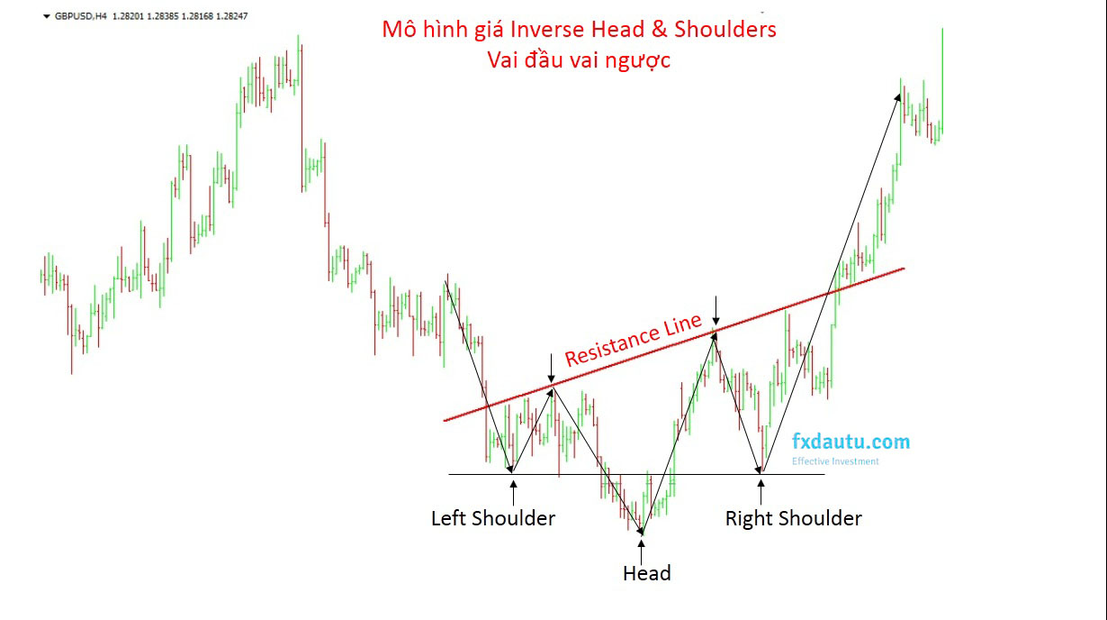 GBPUSD,H4 1.28201 1.28385 1.28168 1.28247
Mô hình giá Inverse Head & Shoulders
Vai đầu vai ngược
Resistance Line
fxdautu.com
Effective Investment
Left Shoulder
Right Shoulder
Head